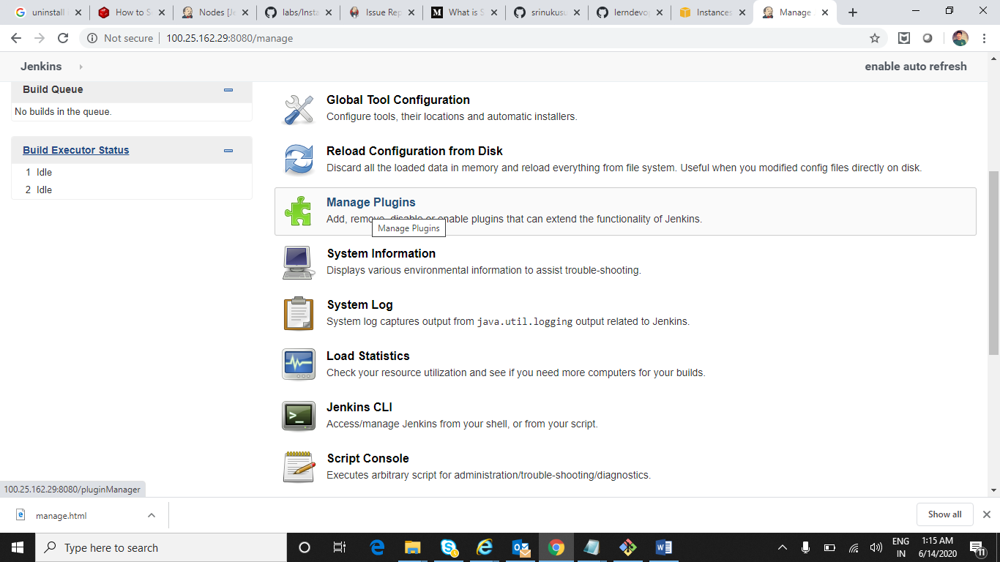 uninstall
How to S
Nodes [Je
labs/Insta
Issue Rep
What is S
srinukusu
lerndevop
Instances
Manage
Not secure
100.25.162.29:8080/manage
Jenkins
enable auto refresh
Build Queue
No builds in the queue.
Build Executor Status
1 Idle
2 Idle
Global Tool Configuration
Configure tools, their locations and automatic installers.
Reload Configuration from Disk
Discard all the loaded data in memory and reload everything from file system. Useful when you modified config files directly on disk.
Manage Plugins
Add, remove, disable or enable plugins that can extend the functionality of Jenkins.
Manage Plugins
System Information
Displays various environmental information to assist trouble-shooting.
System Log
System log captures output from java.util.logging output related to Jenkins.
Load Statistics
Check your resource utilization and see if you need more computers for your builds.
Jenkins CLI
Access/manage Jenkins from your shell, or from your script.
Script Console
Executes arbitrary script for administration/trouble-shooting/diagnostics.
100.25.162.29:8080/pluginManager
manage.html
Show all
Type here to search
ENG
IN
1:15 AM
6/14/2020
11